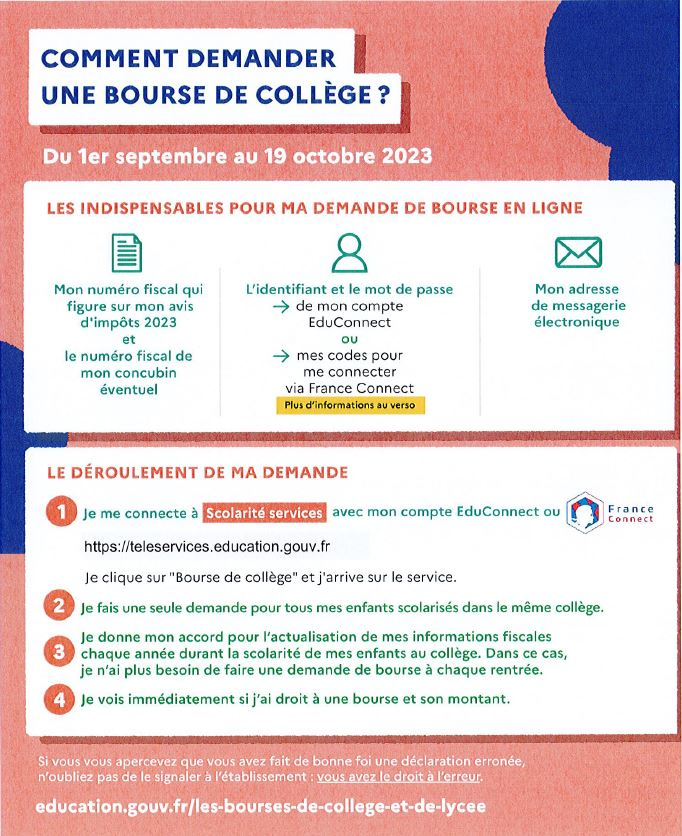 COMMENT DEMANDER
UNE BOURSE DE COLLÈGE ?
Du 1er septembre au 19 octobre 2023
LES INDISPENSABLES POUR MA DEMANDE DE BOURSE EN LIGNE
Mon numéro fiscal qui
figure sur mon avis
d'impôts 2023
et
le numéro fiscal de
mon concubin
éventuel
L'identifiant et le mot de passe
→ de mon compte
EduConnect
ou
→ mes codes pour
me connecter
via France Connect
Plus d'informations au verso
Mon adresse
de messagerie
électronique
LE DÉROULEMENT DE MA DEMANDE
1 Je me connecte à Scolarité services avec mon compte EduConnect ou France Connect
https://teleservices.education.gouv.fr
Je clique sur "Bourse de collège" et j'arrive sur le service.
2 Je fais une seule demande pour tous mes enfants scolarisés dans le même collège.
3 Je donne mon accord pour l'actualisation de mes informations fiscales
chaque année durant la scolarité de mes enfants au collège. Dans ce cas,
je n'ai plus besoin de faire une demande de bourse à chaque rentrée.
4 Je vois immédiatement si j'ai droit à une bourse et son montant.
Si vous vous apercevez que vous avez fait de bonne foi une déclaration erronée,
n'oubliez pas de le signaler à l'établissement : vous avez le droit à l'erreur.
education.gouv.fr/les-bourses-de-college-et-de-lycee